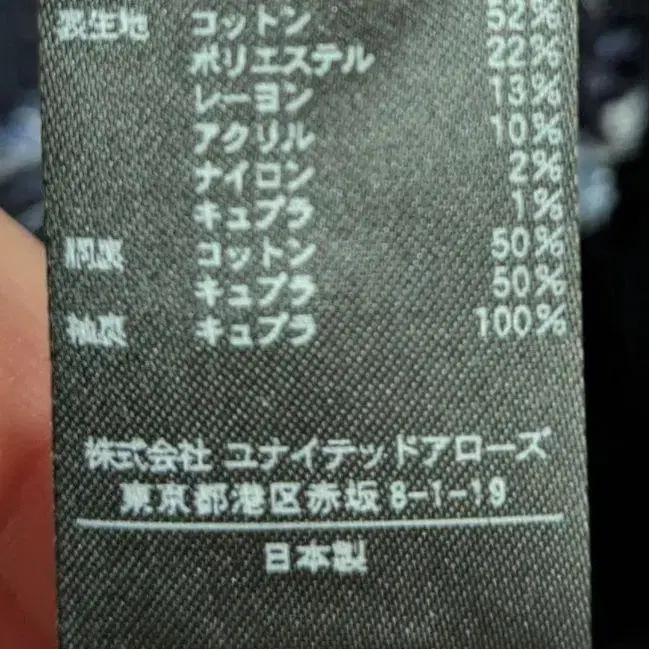 表生地 コットン 52%
ポリエステル 22%
レーヨン 13%
アクリル 10%
ナイロン 2%
キュプラ 1%
胴裏 コットン 50%
キュプラ 50%
袖裏 キュプラ 100%
株式会社 ユナイテッドアローズ
東京都港区赤坂 8-1-19
日本製